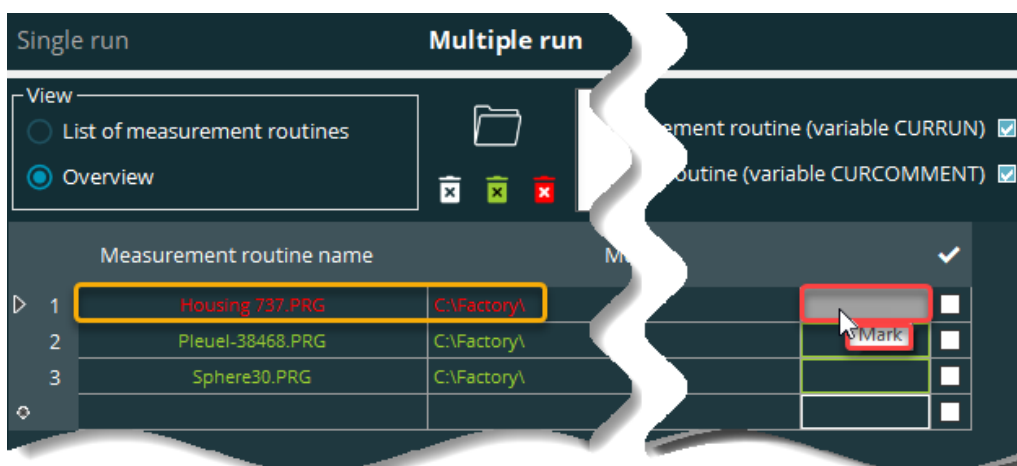 Single run Multiple run
View
List of measurement routines
Overview
ement routine (variable CURRUN)
outine (variable CURCOMMENT)
Measurement routine name M
1 Housing 737.PRG C:\Factory\
2 Pleuel-38468.PRG C:\Factory\
Mark
3 Sphere30.PRG C:\Factory\